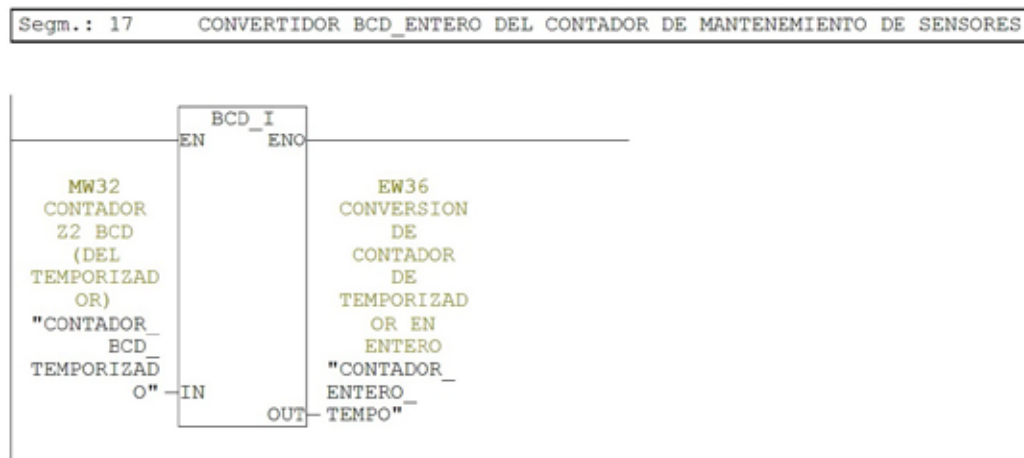 Segm.: 17 CONVERTIDOR BCD_ENTERO DEL CONTADOR DE MANTENEMIENTO DE SENSORES
BCD_I
EN ENO
MW32
CONTADOR
Z2 BCD
(DEL
TEMPORIZAD
OR)
"CONTADOR_
BCD_
TEMPORIZAD
O"
IN
EW36
CONVERSION
DE
CONTADOR
DE
TEMPORIZAD
OR EN
ENTERO
"CONTADOR_
ENTERO_
TEMPO"
OUT